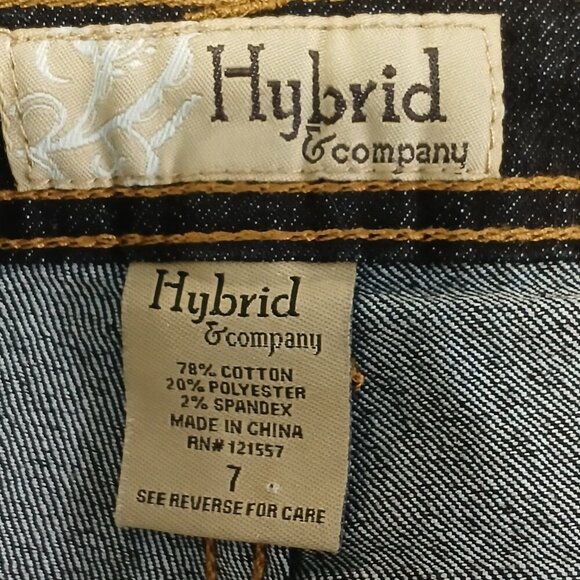 Hybrid
& company
Hybrid
& company
78% COTTON
20% POLYESTER
2% SPANDEX
MADE IN CHINA
RN# 121557
7
SEE REVERSE FOR CARE